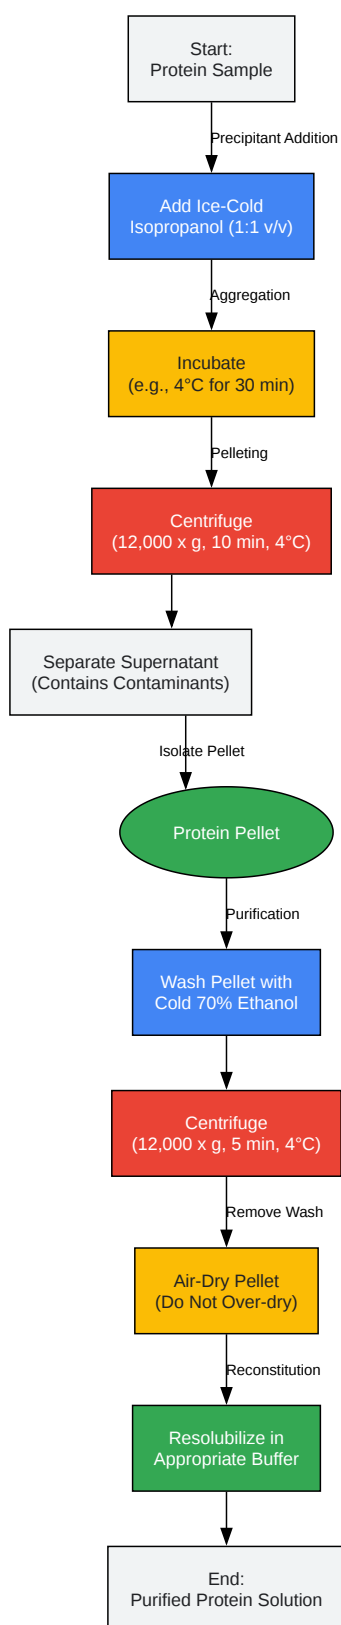 Start:
Protein Sample
Precipitant Addition
Add Ice-Cold
Isopropanol (1:1 v/v)
Aggregation
Incubate
(e.g., 4°C for 30 min)
Pelleting
Centrifuge
(12,000 x g, 10 min, 4°C)
Separate Supernatant
(Contains Contaminants)
Isolate Pellet
Protein Pellet
Purification
Wash Pellet with
Cold 70% Ethanol
Centrifuge
(12,000 x g, 5 min, 4°C)
Remove Wash
Air-Dry Pellet
(Do Not Over-dry)
Reconstitution
Resolubilize in
Appropriate Buffer
End:
Purified Protein Solution